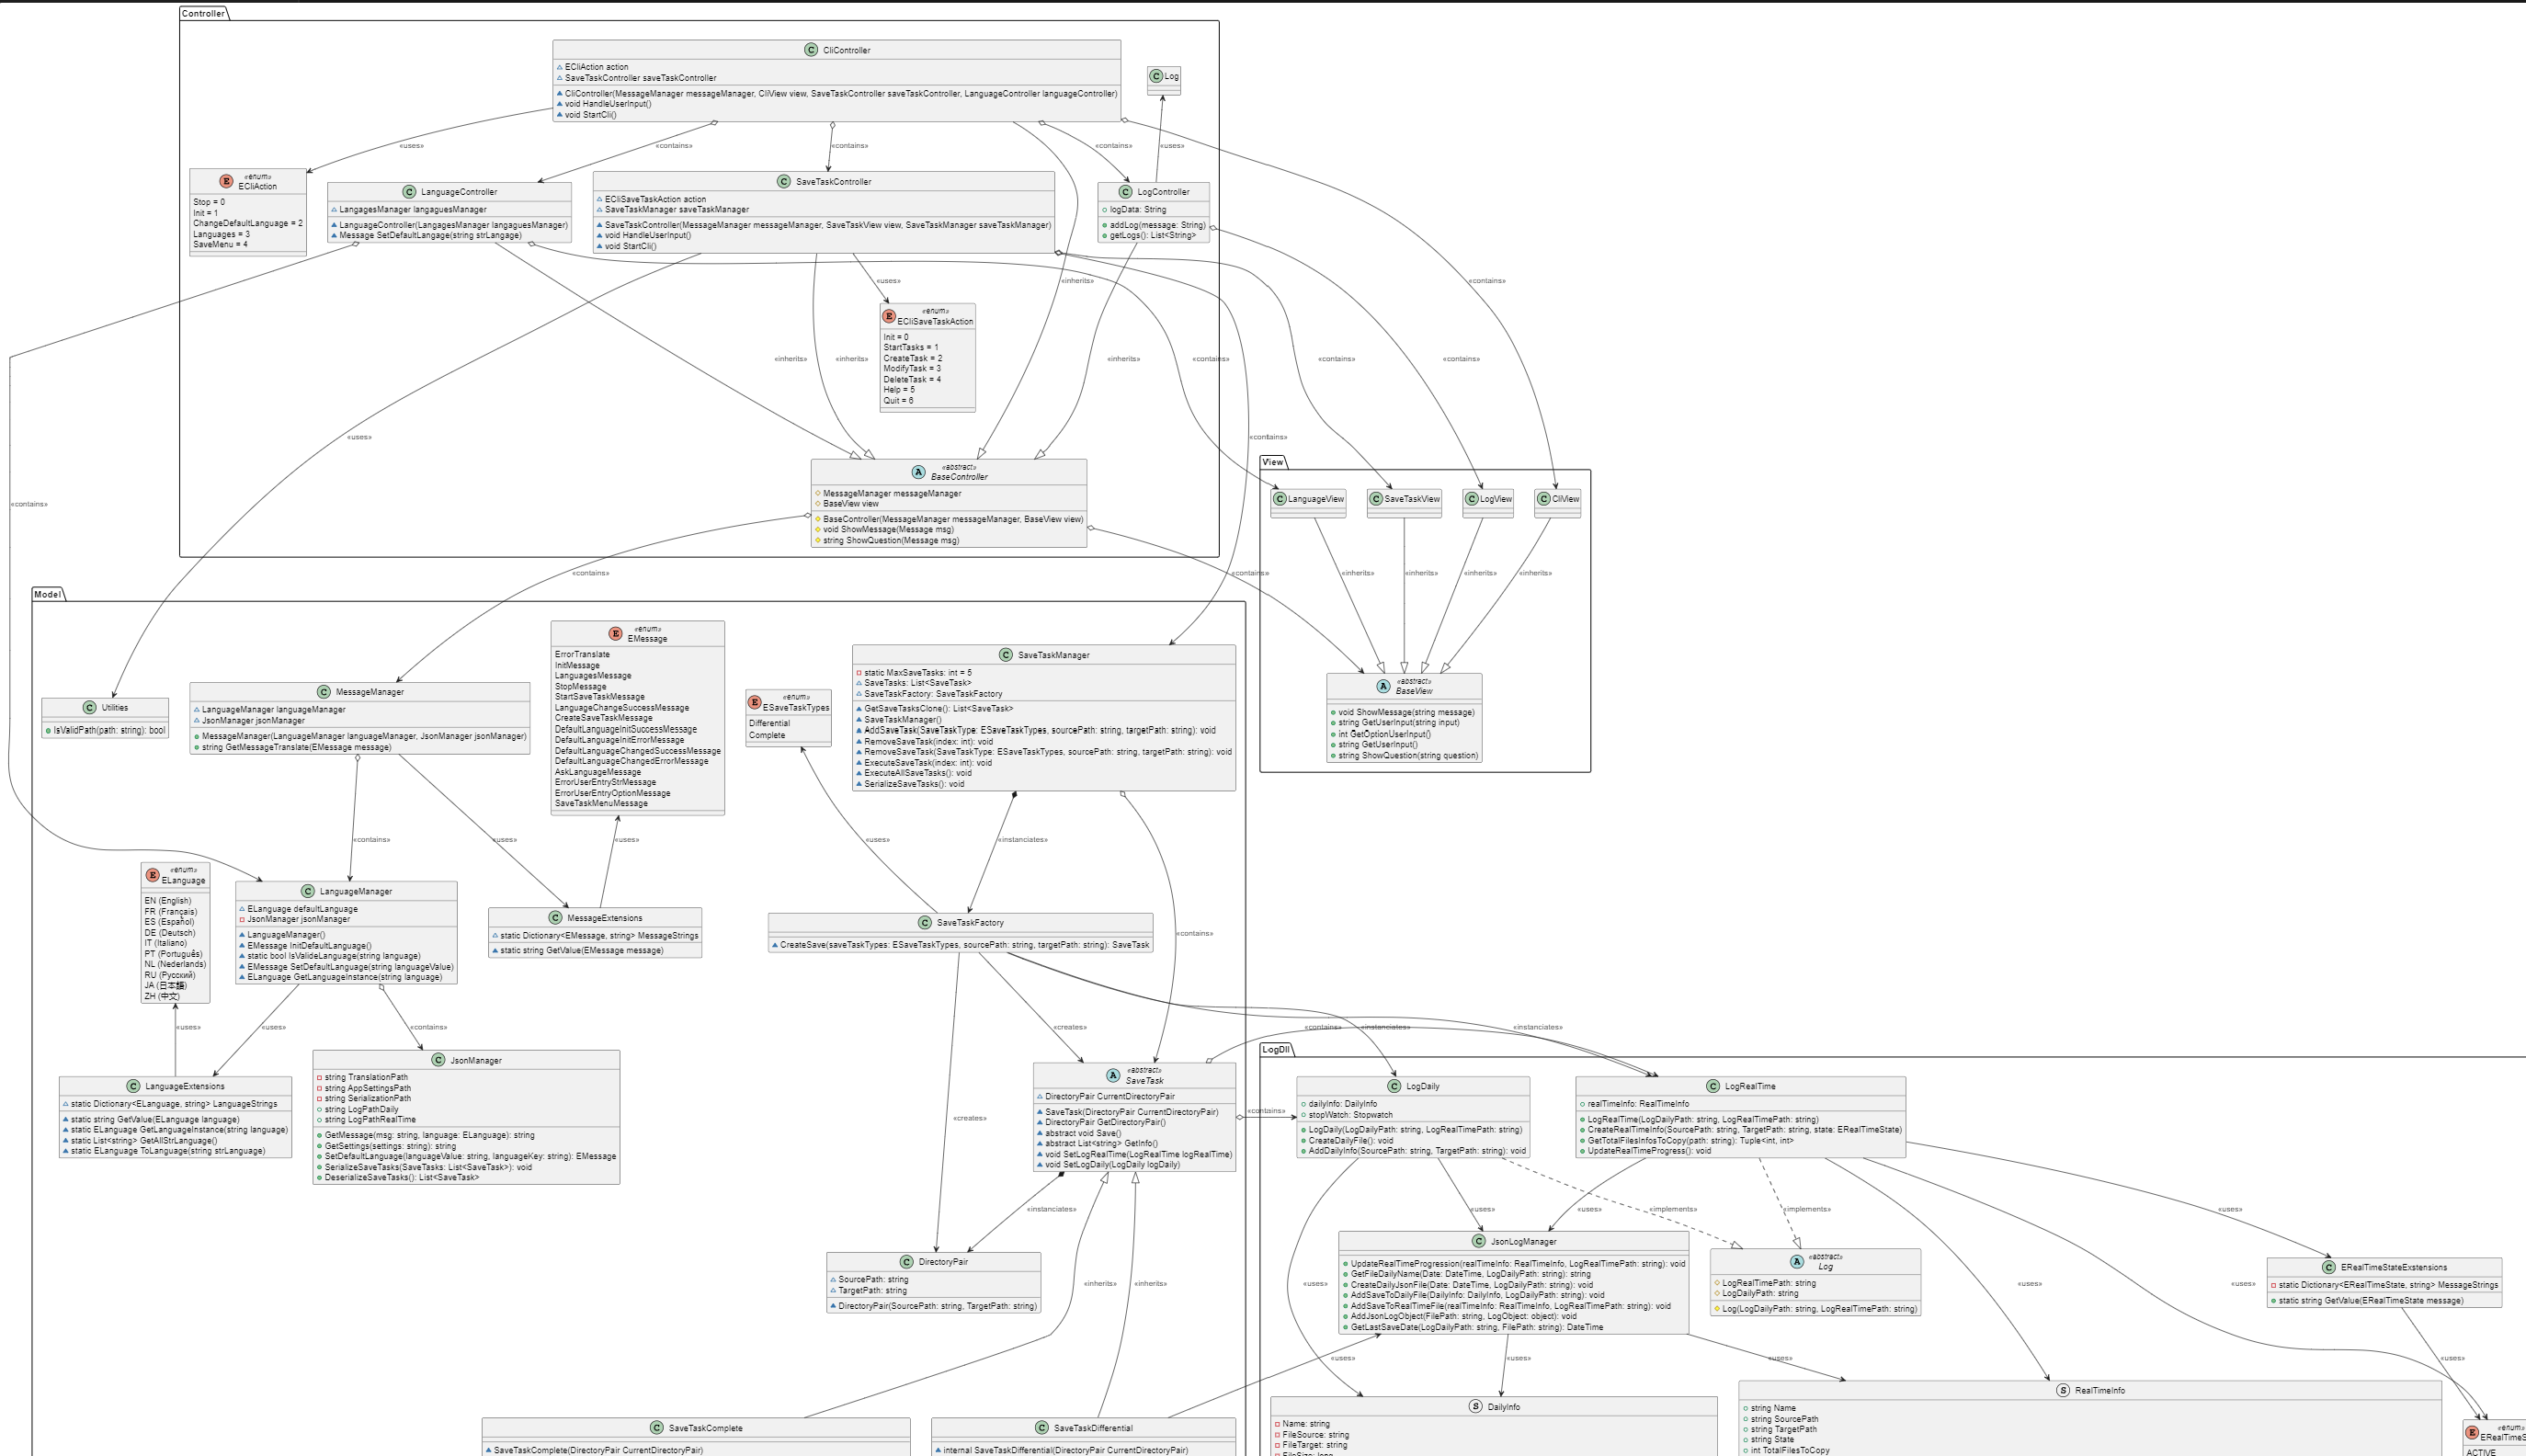 Controller
C CliController
ECliAction action
SaveTaskController saveTaskController
CliController(MessageManager messageManager, CliView view, SaveTaskController saveTaskController, LanguageController languageController)
void HandleUserInput()
void StartCli()
C Log
«uses»
«contains»
«contains»
«contains»
«uses»
«enum»
E ECliAction
Stop = 0
Init = 1
ChangeDefaultLanguage = 2
Languages = 3
SaveMenu = 4
C LanguageController
LangagesManager langaguesManager
LanguageController(LangagesManager langaguesManager)
Message SetDefaultLangage(string strLangage)
C SaveTaskController
ECliSaveTaskAction action
SaveTaskManager saveTaskManager
SaveTaskController(MessageManager messageManager, SaveTaskView view, SaveTaskManager saveTaskManager)
void HandleUserInput()
void StartCli()
C LogController
logData: String
addLog(message: String)
getLogs(): List<String>
«uses»
«inherits»
«contains»
«enum»
E ECliSaveTaskAction
Init = 0
StartTasks = 1
CreateTask = 2
ModifyTask = 3
DeleteTask = 4
Help = 5
Quit = 6
«inherits»
«inherits»
«inherits»
«contains»
«contains»
«contains»
«uses»
«contains»
«contains»
«abstract»
A BaseController
MessageManager messageManager
BaseView view
BaseController(MessageManager messageManager, BaseView view)
void ShowMessage(Message msg)
string ShowQuestion(Message msg)
View
C LanguageView
C SaveTaskView
C LogView
C CliView
«contains»
«contains»
«inherits»
«inherits»
«inherits»
«inherits»
«abstract»
A BaseView
void ShowMessage(string message)
string GetUserInput(string input)
int GetOptionUserInput()
string GetUserInput()
string ShowQuestion(string question)
Model
C Utilities
IsValidPath(path: string): bool
C MessageManager
LanguageManager languageManager
JsonManager jsonManager
MessageManager(LanguageManager languageManager, JsonManager jsonManager)
string GetMessageTranslate(EMessage message)
«enum»
E EMessage
ErrorTranslate
InitMessage
LanguagesMessage
StopMessage
StartSaveTaskMessage
LanguageChangeSuccessMessage
CreateSaveTaskMessage
DefaultLanguageInitSuccessMessage
DefaultLanguageInitErrorMessage
DefaultLanguageChangedSuccessMessage
DefaultLanguageChangedErrorMessage
AskLanguageMessage
ErrorUserEntryStrMessage
ErrorUserEntryOptionMessage
SaveTaskMenuMessage
«enum»
E ESaveTaskTypes
Differential
Complete
C SaveTaskManager
static MaxSaveTasks: int = 5
SaveTasks: List<SaveTask>
SaveTaskFactory: SaveTaskFactory
GetSaveTasksClone(): List<SaveTask>
SaveTaskManager()
AddSaveTask(SaveTaskType: ESaveTaskTypes, sourcePath: string, targetPath: string): void
RemoveSaveTask(index: int): void
RemoveSaveTask(SaveTaskType: ESaveTaskTypes, sourcePath: string, targetPath: string): void
ExecuteSaveTask(index: int): void
ExecuteAllSaveTasks(): void
SerializeSaveTasks(): void
«contains»
«uses»
«uses»
«uses»
«instanciates»
«contains»
«enum»
E ELanguage
EN (English)
FR (Français)
ES (Español)
DE (Deutsch)
IT (Italiano)
PT (Português)
NL (Nederlands)
RU (Русский)
JA (日本語)
ZH (中文)
C LanguageManager
ELanguage defaultLanguage
JsonManager jsonManager
LanguageManager()
EMessage InitDefaultLanguage()
static bool IsValideLanguage(string language)
EMessage SetDefaultLanguage(string languageValue)
ELanguage GetLanguageInstance(string language)
C MessageExtensions
static Dictionary<EMessage, string> MessageStrings
static string GetValue(EMessage message)
C SaveTaskFactory
CreateSave(saveTaskTypes: ESaveTaskTypes, sourcePath: string, targetPath: string): SaveTask
«uses»
«uses»
«contains»
«creates»
«contains»
«instanciates»
«instanciates»
C LanguageExtensions
static Dictionary<ELanguage, string> LanguageStrings
static string GetValue(ELanguage language)
static ELanguage GetLanguageInstance(string language)
static List<string> GetAllStrLanguage()
static ELanguage ToLanguage(string strLanguage)
C JsonManager
string TranslationPath
string AppSettingsPath
string SerializationPath
string LogPathDaily
string LogPathRealTime
GetMessage(msg: string, language: ELanguage): string
GetSettings(settings: string): string
SetDefaultLanguage(languageValue: string, languageKey: string): EMessage
SerializeSaveTasks(SaveTasks: List<SaveTask>): void
DeserializeSaveTasks(): List<SaveTask>
«creates»
«abstract»
A SaveTask
DirectoryPair CurrentDirectoryPair
SaveTask(DirectoryPair CurrentDirectoryPair)
DirectoryPair GetDirectoryPair()
abstract void Save()
abstract List<string> GetInfo()
void SetLogRealTime(LogRealTime logRealTime)
void SetLogDaily(LogDaily logDaily)
«contains»
LogDll
C LogDaily
dailyInfo: DailyInfo
stopWatch: Stopwatch
LogDaily(LogDailyPath: string, LogRealTimePath: string)
CreateDailyFile(): void
AddDailyInfo(SourcePath: string, TargetPath: string): void
C LogRealTime
realTimeInfo: RealTimeInfo
LogRealTime(LogDailyPath: string, LogRealTimePath: string)
CreateRealTimeInfo(SourcePath: string, TargetPath: string, state: ERealTimeState)
GetTotalFilesInfosToCopy(path: string): Tuple<int, int>
UpdateRealTimeProgress(): void
«instanciates»
«uses»
«uses»
«implements»
«implements»
«uses»
C DirectoryPair
SourcePath: string
TargetPath: string
DirectoryPair(SourcePath: string, TargetPath: string)
«inherits»
«inherits»
«uses»
C JsonLogManager
UpdateRealTimeProgression(realTimeInfo: RealTimeInfo, LogRealTimePath: string): void
GetFileDailyName(Date: DateTime, LogDailyPath: string): string
CreateDailyJsonFile(Date: DateTime, LogDailyPath: string): void
AddSaveToDailyFile(DailyInfo: DailyInfo, LogDailyPath: string): void
AddSaveToRealTimeFile(realTimeInfo: RealTimeInfo, LogRealTimePath: string): void
AddJsonLogObject(FilePath: string, LogObject: object): void
GetLastSaveDate(LogDailyPath: string, FilePath: string): DateTime
«abstract»
A Log
LogRealTimePath: string
LogDailyPath: string
Log(LogDailyPath: string, LogRealTimePath: string)
«uses»
«uses»
C ERealTimeStateExstensions
static Dictionary<ERealTimeState, string> MessageStrings
static string GetValue(ERealTimeState message)
«uses»
«uses»
«uses»
«uses»
C SaveTaskComplete
SaveTaskComplete(DirectoryPair CurrentDirectoryPair)
C SaveTaskDifferential
internal SaveTaskDifferential(DirectoryPair CurrentDirectoryPair)
S DailyInfo
Name: string
FileSource: string
FileTarget: string
S RealTimeInfo
string Name
string SourcePath
string TargetPath
string State
int TotalFilesToCopy
«enum»
E ERealTimeS
ACTIVE